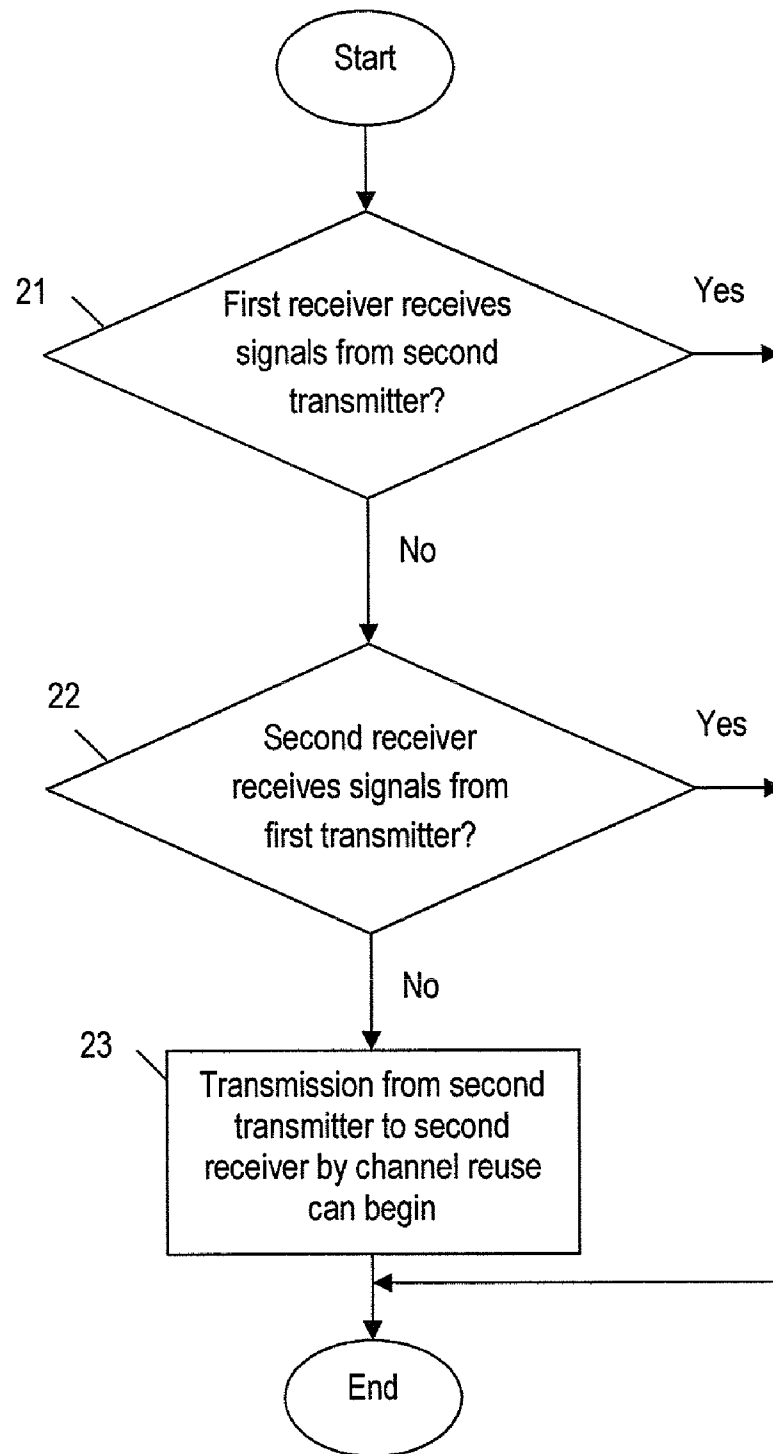 Start
21
First receiver receives
signals from second
transmitter?
Yes
No
22
Second receiver
receives signals from
first transmitter?
Yes
No
23
Transmission from second
transmitter to second
receiver by channel reuse
can begin
End